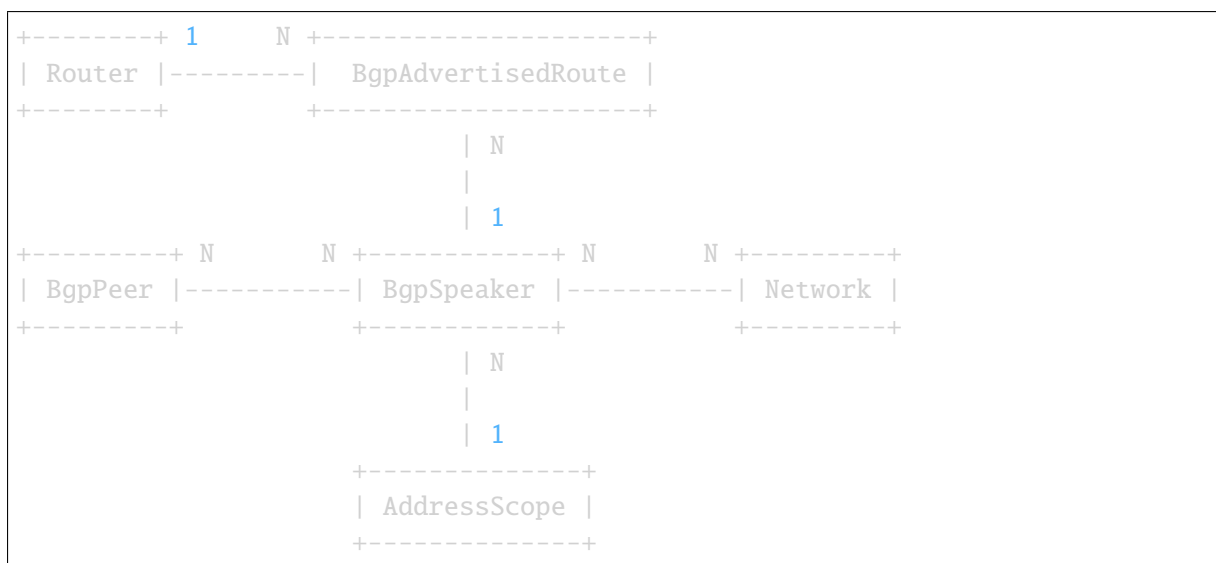 +--------+ 1     N +---------------------+
| Router |---------|  BgpAdvertisedRoute |
+--------+         +---------------------+
                             | N
                             |
                             | 1
+---------+ N       N +------------+ N       N +---------+
| BgpPeer |-----------| BgpSpeaker |-----------| Network |
+---------+           +------------+           +---------+
                             | N
                             |
                             | 1
                      +--------------+
                      | AddressScope |
                      +--------------+